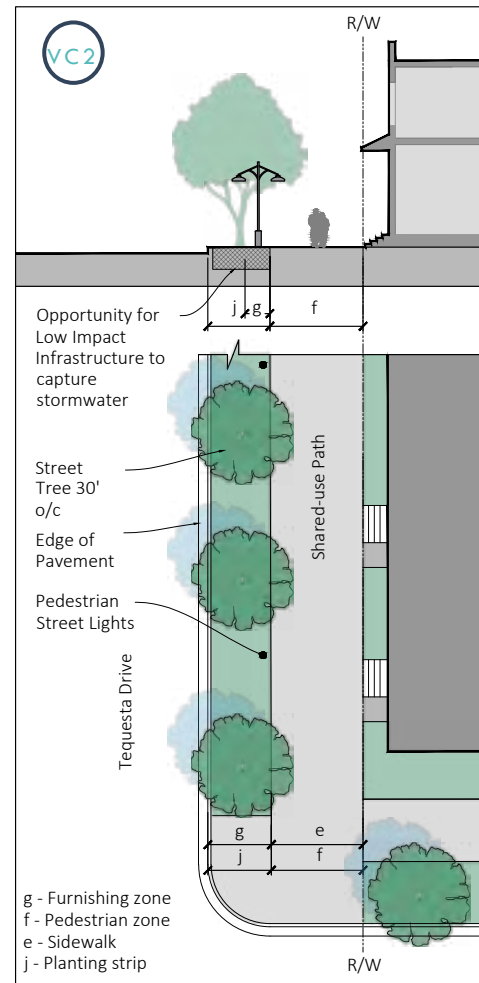 R/W
VC2
j
g
f
Opportunity for
Low Impact
Infrastructure to
capture
stormwater
Street
Tree 30'
o/c
Edge of
Pavement
Pedestrian
Street Lights
Shared-use Path
Tequesta Drive
g
e
j
f
g - Furnishing zone
f - Pedestrian zone
e - Sidewalk
j - Planting strip
R/W